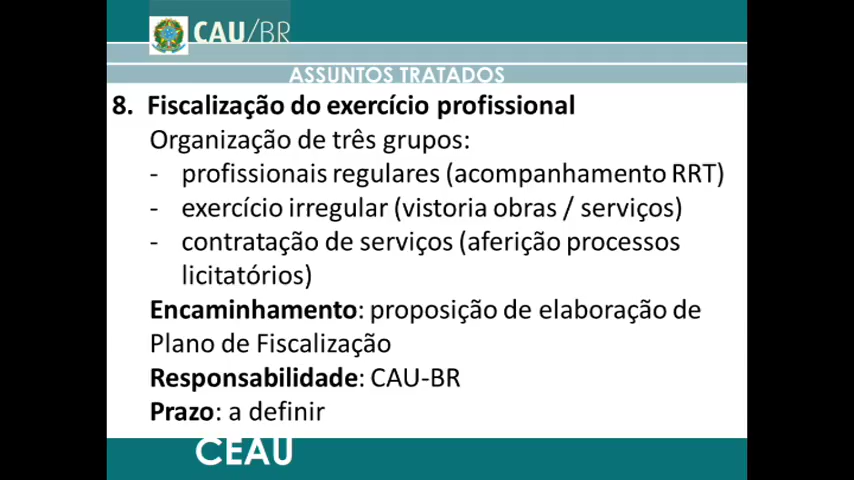 CAU/BR
ASSUNTOS TRATADOS
8. Fiscalização do exercício profissional
Organização de três grupos:
- profissionais regulares (acompanhamento RRT)
- exercício irregular (vistoria obras / serviços)
- contratação de serviços (aferição processos
licitatórios)
Encaminhamento: proposição de elaboração de
Plano de Fiscalização
Responsabilidade: CAU-BR
Prazo: a definir
CEAU